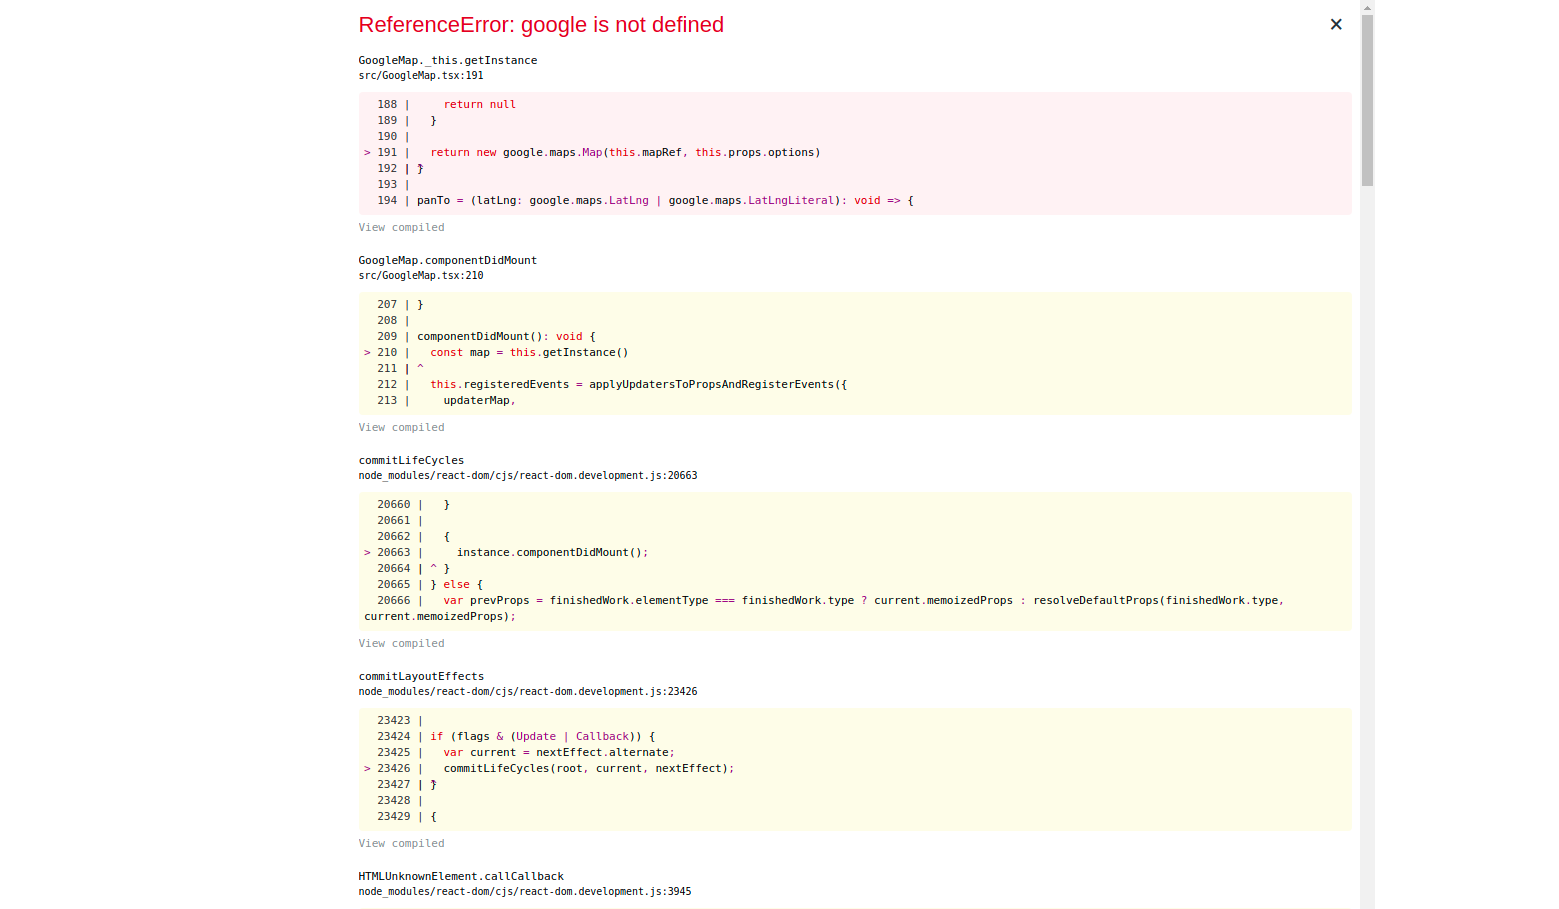 ReferenceError: google is not defined
×
GoogleMap._this.getInstance
src/GoogleMap.tsx:191
  188 |     return null
  189 |   }
  190 |
> 191 |   return new google.maps.Map(this.mapRef, this.props.options)
  192 | }^
  193 |
  194 | panTo = (latLng: google.maps.LatLng | google.maps.LatLngLiteral): void => {
View compiled
GoogleMap.componentDidMount
src/GoogleMap.tsx:210
  207 | }
  208 |
  209 | componentDidMount(): void {
> 210 |   const map = this.getInstance()
  211 | ^
  212 |   this.registeredEvents = applyUpdatersToPropsAndRegisterEvents({
  213 |     updaterMap,
View compiled
commitLifeCycles
node_modules/react-dom/cjs/react-dom.development.js:20663
  20660 |   }
  20661 |
  20662 |   {
> 20663 |     instance.componentDidMount();
  20664 | ^ }
  20665 | } else {
  20666 |   var prevProps = finishedWork.elementType === finishedWork.type ? current.memoizedProps : resolveDefaultProps(finishedWork.type,
current.memoizedProps);
View compiled
commitLayoutEffects
node_modules/react-dom/cjs/react-dom.development.js:23426
  23423 |
  23424 | if (flags & (Update | Callback)) {
  23425 |   var current = nextEffect.alternate;
> 23426 |   commitLifeCycles(root, current, nextEffect);
  23427 | }^
  23428 |
  23429 | {
View compiled
HTMLUnknownElement.callCallback
node_modules/react-dom/cjs/react-dom.development.js:3945